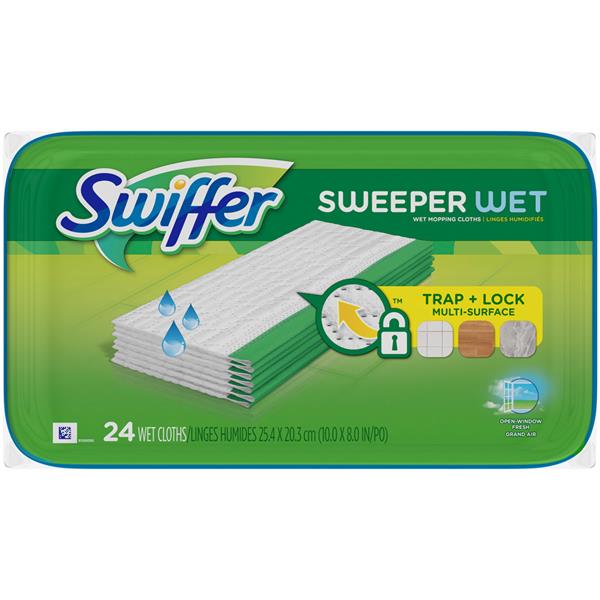 Swiffer
SWEEPER WET
WET MOPPING CLOTHS | LINGES HUMIDIFIÉS
TM
TRAP + LOCK
MULTI-SURFACE
OPEN-WINDOW
FRESH
GRAND AIR
24 WET CLOTHS/LINGES HUMIDES 25.4 X 20.3 cm (10.0 X 8.0 IN/PO)